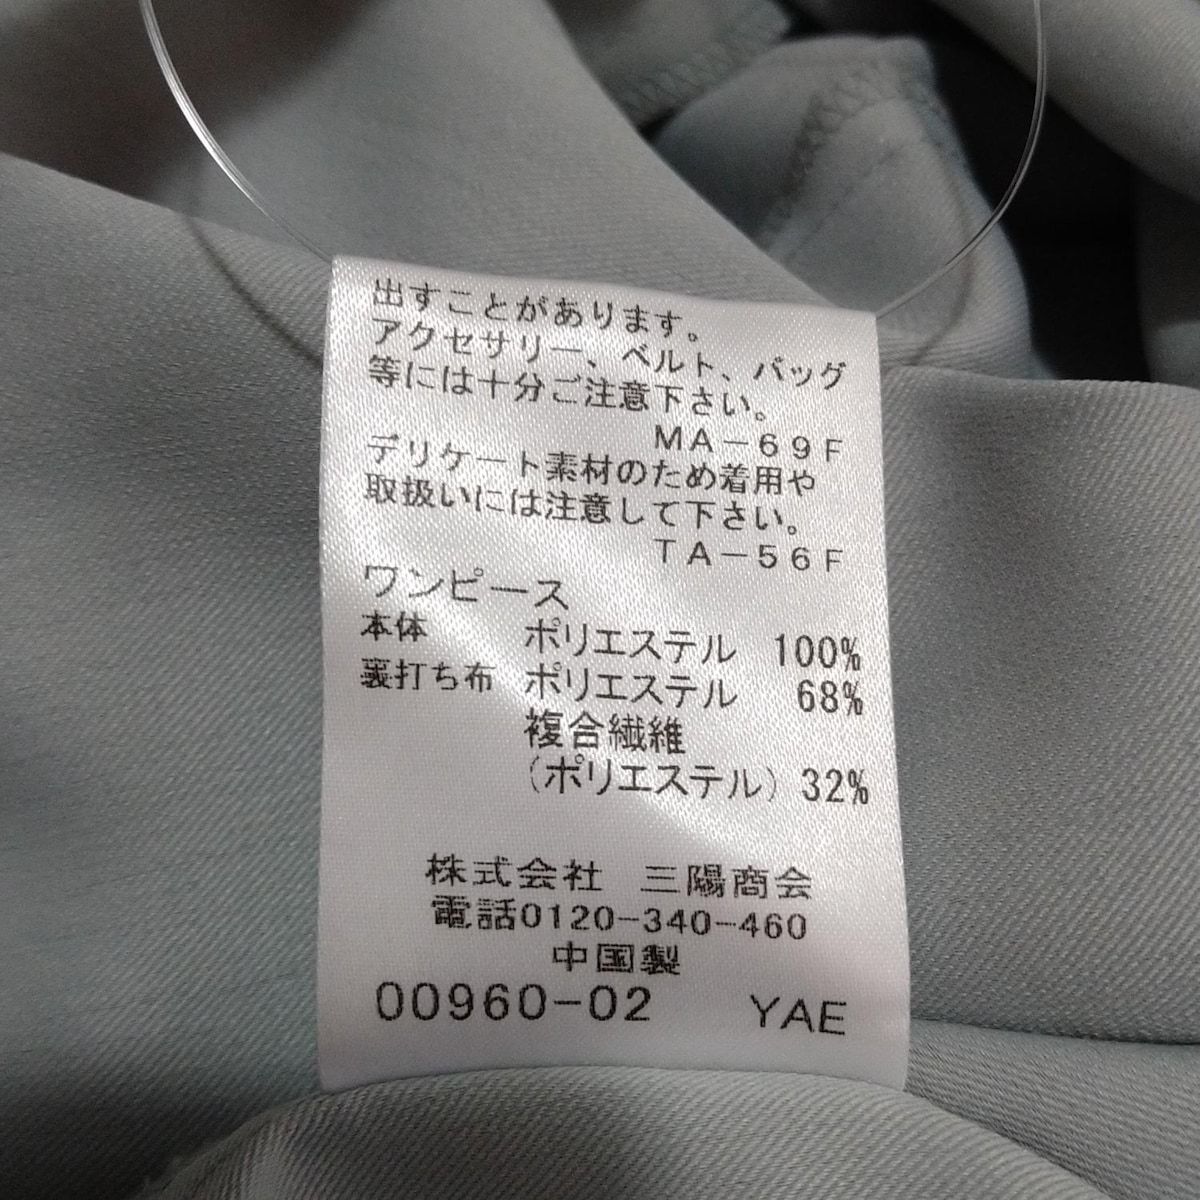 出すことがあります。
アクセサリー、ベルト、バッグ
等には十分ご注意下さい。
MA-69F
デリケート素材のため着用や
取扱いには注意して下さい。
TA-56F
ワンピース
本体 ポリエステル 100%
裏打ち布 ポリエステル 68%
複合繊維
(ポリエステル) 32%
株式会社 三陽商会
電話0120-340-460
中国製
00960-02 YAE